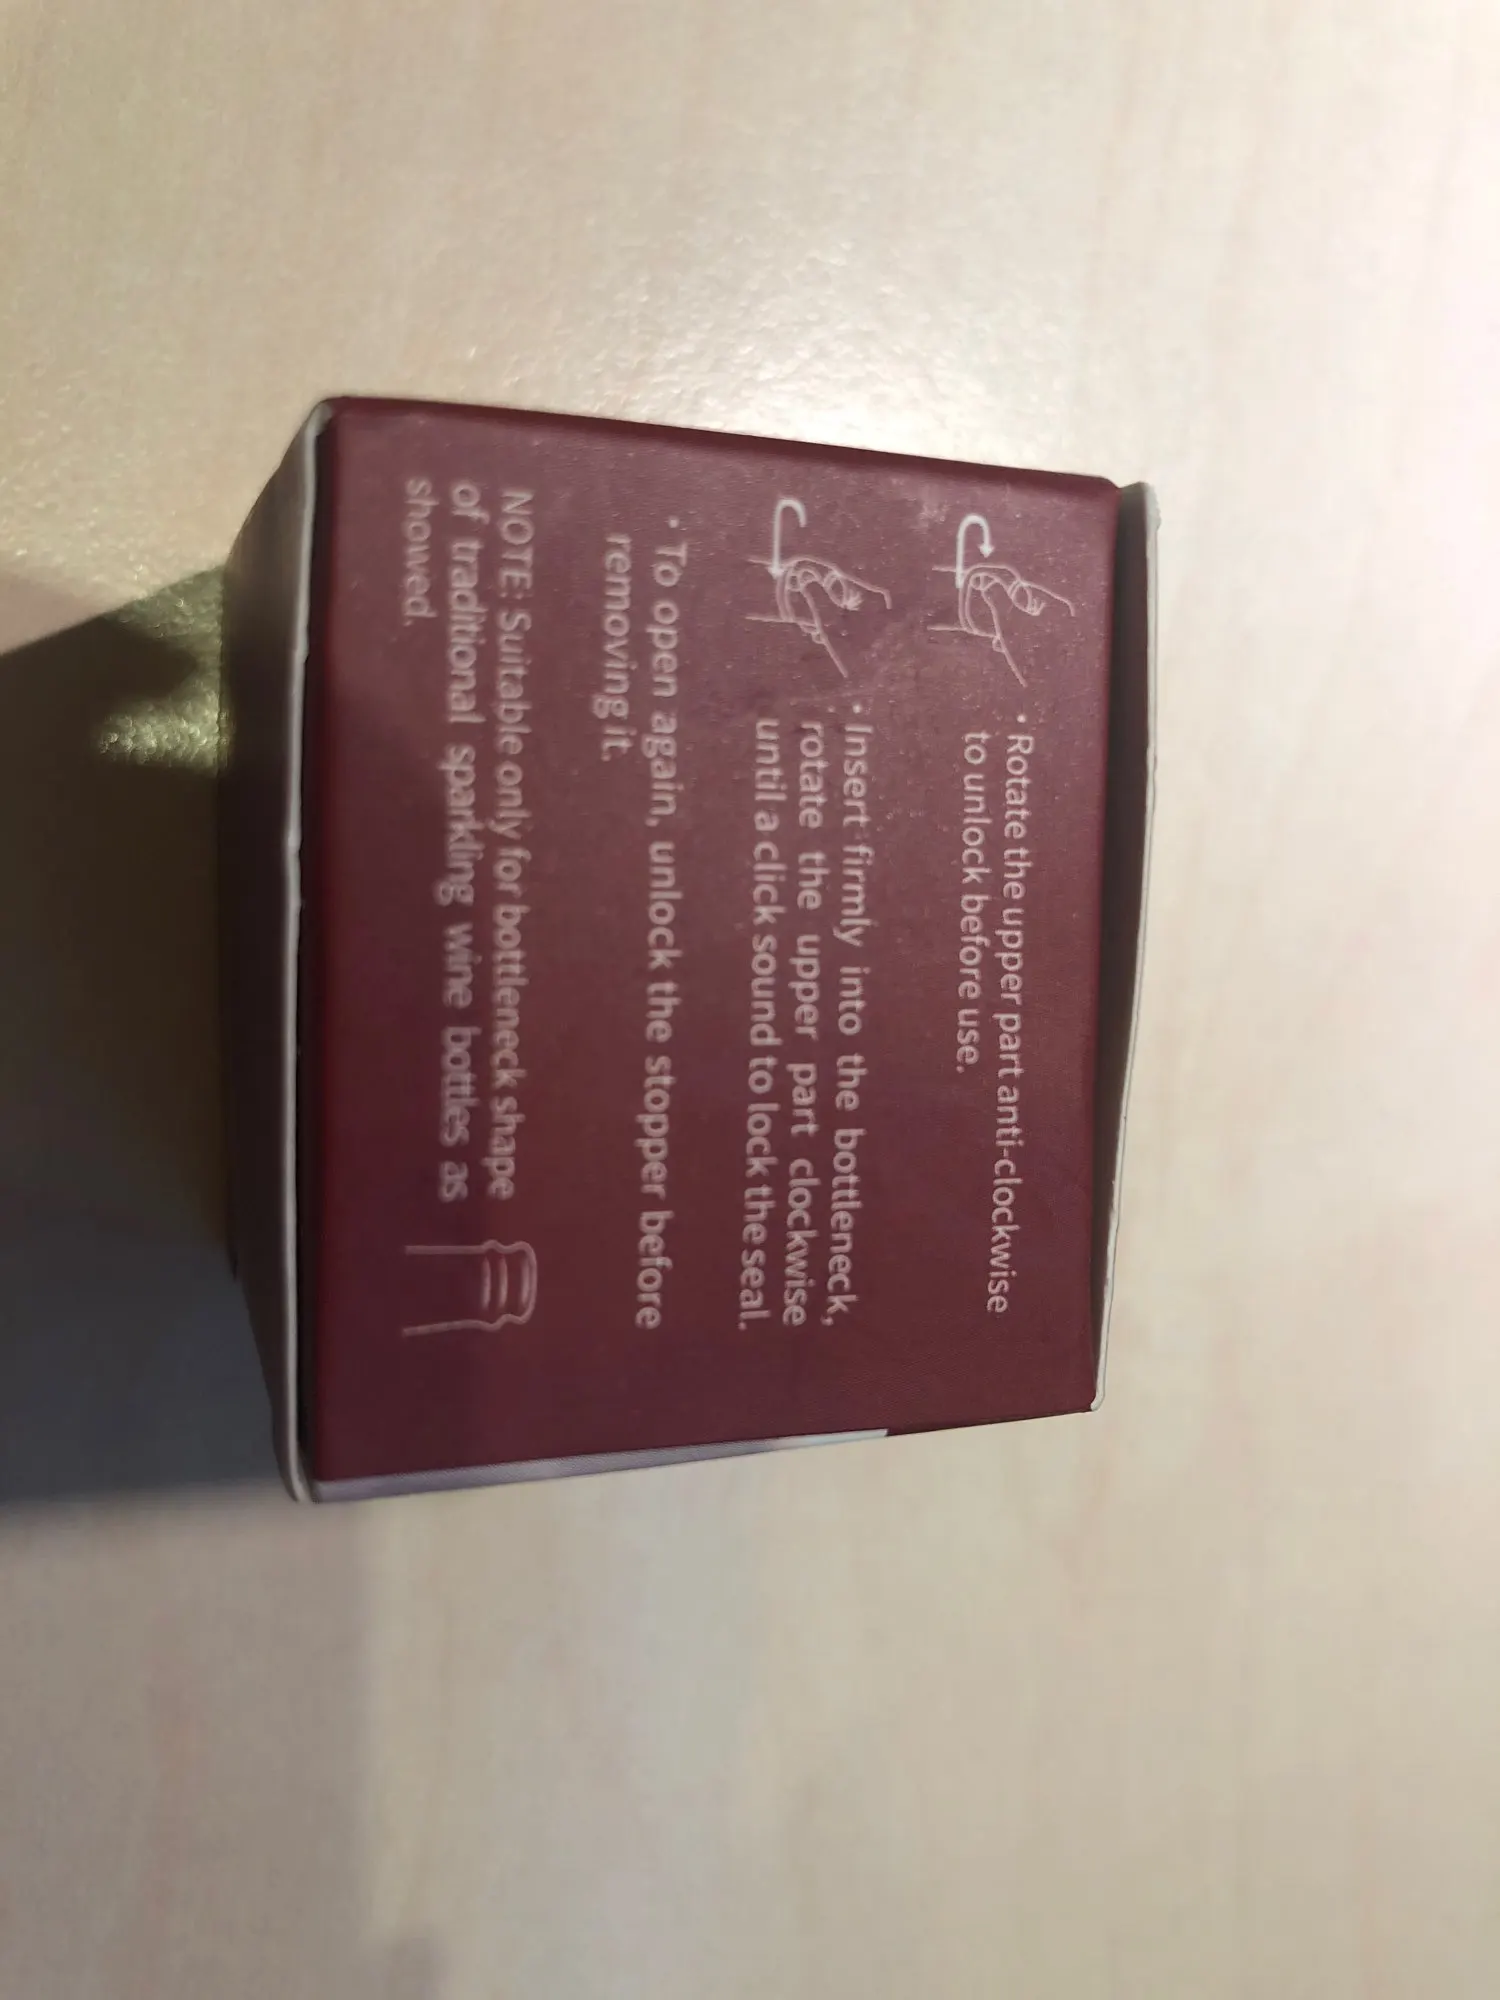 · Rotate the upper part anti-clockwise
to unlock before use.
· Insert firmly into the bottleneck,
rotate the upper part clockwise
until a click sound to lock the seal.
· To open again, unlock the stopper before
removing it.
NOTE: Suitable only for bottleneck shape
of traditional sparkling wine bottles as
showed.